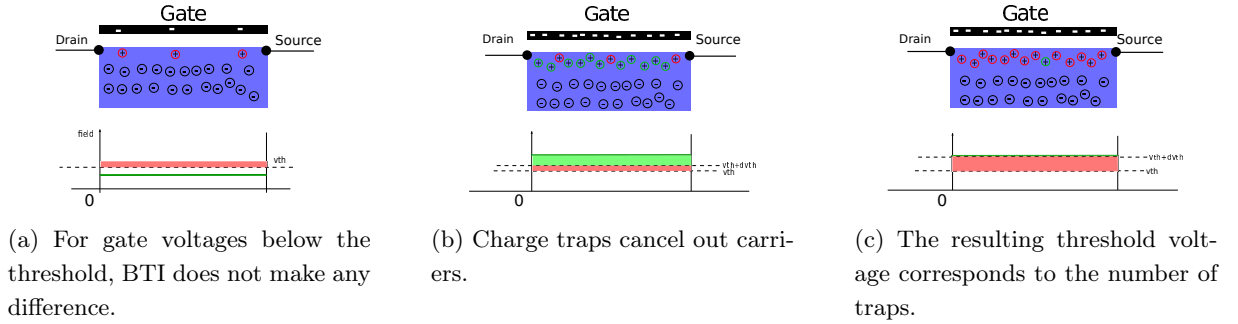 Gate
Drain
Source
field
vth
0
(a) For gate voltages below the
threshold, BTI does not make any
difference.
Gate
Drain
Source
vth+dvth
vth
0
(b) Charge traps cancel out carri-
ers.
Gate
Drain
Source
vth+dvth
vth
0
(c) The resulting threshold volt-
age corresponds to the number of
traps.